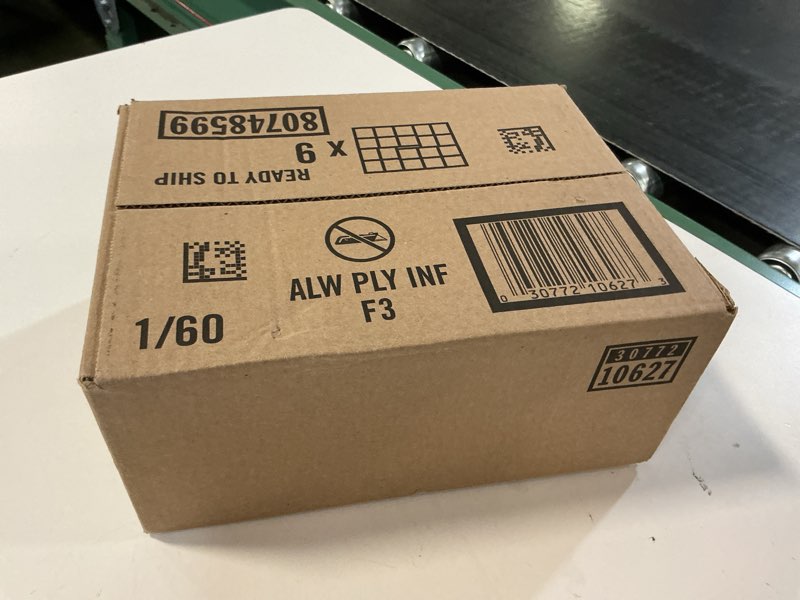 80748599
x 9
READY TO SHIP
ALW PLY INF
F3
1/60
0 30772 10627 3
30772
10627